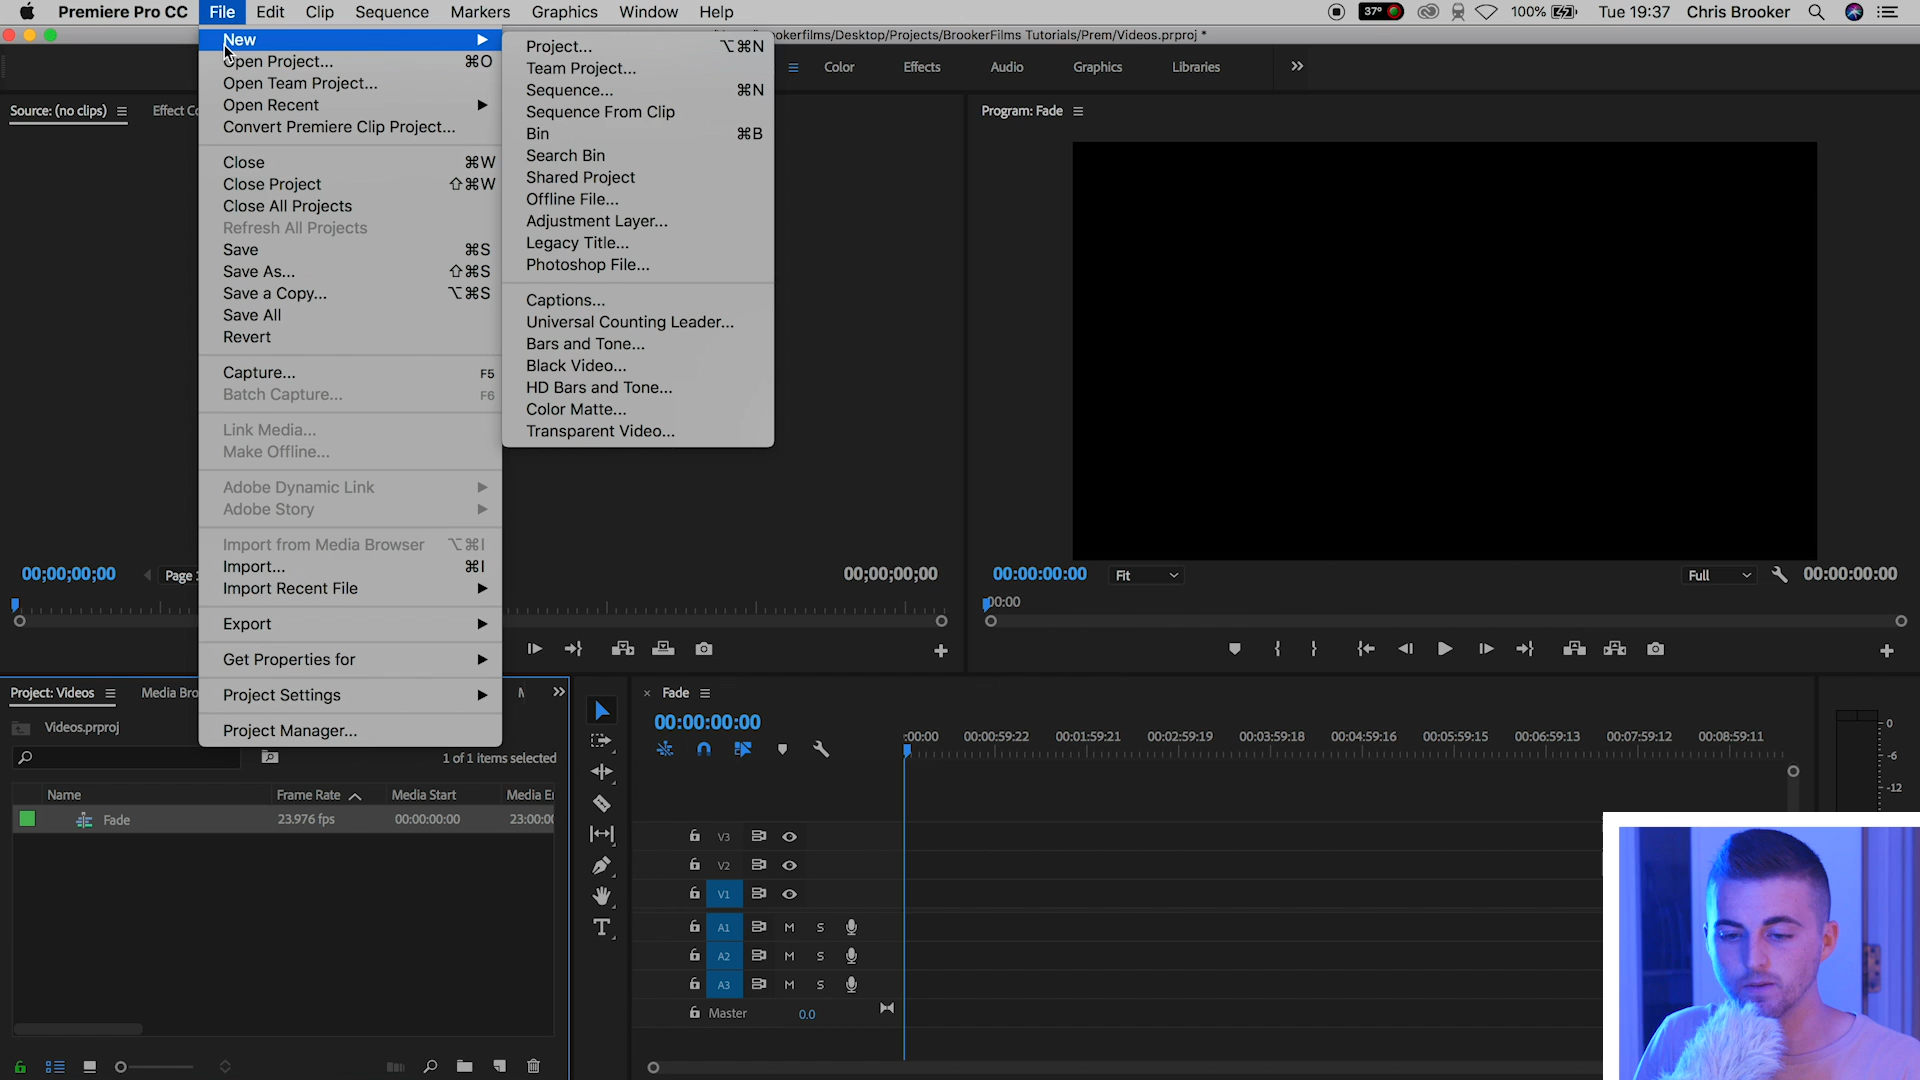 Premiere Pro CC File Edit Clip Sequence Markers Graphics Window Help 37° 100% Tue 19:37 Chris Brooker
okerfilms/Desktop/Projects/BrookerFilms Tutorials/Prem/Videos.prproj *
New
Open Project... ⌘O
Open Team Project...
Open Recent
Convert Premiere Clip Project...
Close ⌘W
Close Project ⇧⌘W
Close All Projects
Refresh All Projects
Save ⌘S
Save As... ⇧⌘S
Save a Copy... ⌥⌘S
Save All
Revert
Capture... F5
Batch Capture... F6
Link Media...
Make Offline...
Adobe Dynamic Link
Adobe Story
Import from Media Browser ⌥⌘I
Import... ⌘I
Import Recent File
Export
Get Properties for
Project Settings
Project Manager...
Project... ⌥⌘N
Team Project...
Sequence... ⌘N
Sequence From Clip
Bin ⌘B
Search Bin
Shared Project
Offline File...
Adjustment Layer...
Legacy Title...
Photoshop File...
Captions...
Universal Counting Leader...
Bars and Tone...
Black Video...
HD Bars and Tone...
Color Matte...
Transparent Video...
Color Effects Audio Graphics Libraries
Source: (no clips) Effect Co
Program: Fade
00;00;00;00 Page 00;00;00;00
00:00:00:00 Fit Full 00:00:00:00
00:00
Project: Videos Media Bro
Videos.prproj
1 of 1 items selected
Name Frame Rate Media Start Media E
Fade 23.976 fps 00:00:00:00 23:00:00
× Fade
00:00:00:00
:00:00 00:00:59:22 00:01:59:21 00:02:59:19 00:03:59:18 00:04:59:16 00:05:59:15 00:06:59:13 00:07:59:12 00:08:59:11
V3
V2
V1
A1 M S
A2 M S
A3 M S
Master 0.0
0
-6
-12